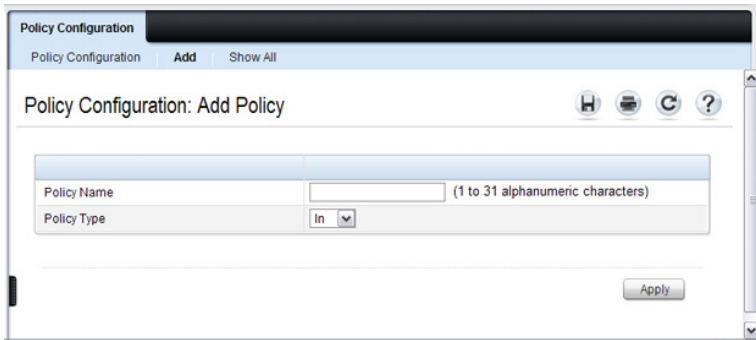 Policy Configuration
Policy Configuration Add Show All
Policy Configuration: Add Policy
?
Policy Name (1 to 31 alphanumeric characters)
Policy Type In
Apply